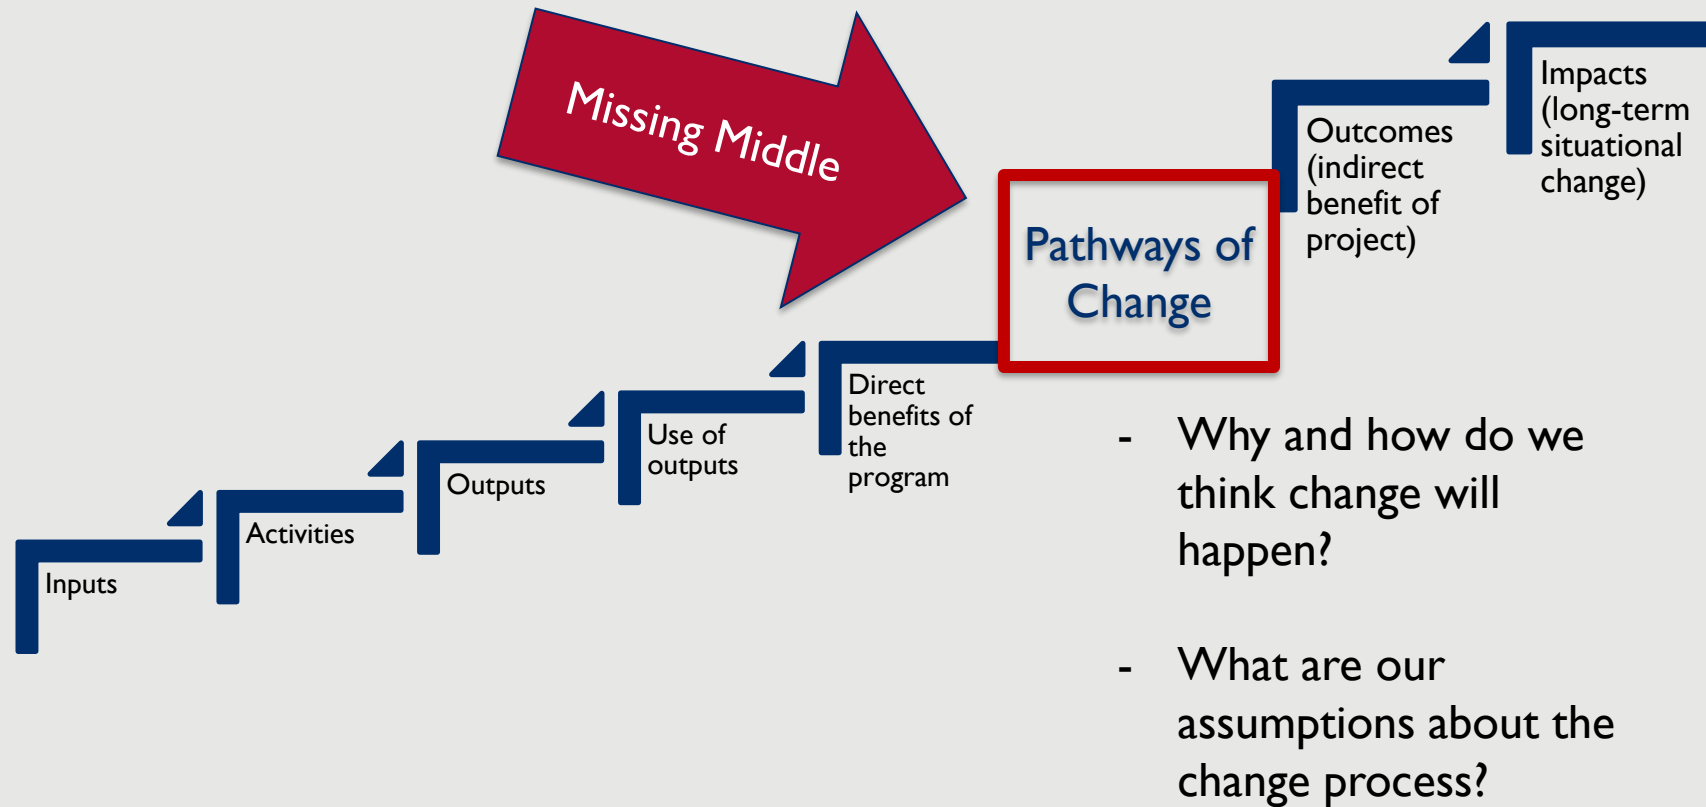 Missing Middle
Impacts
(long-term
situational
change)
Outcomes
(indirect
benefit of
project)
Pathways of
Change
Direct
benefits of
the
program
Use of
outputs
Outputs
Activities
Inputs
- Why and how do we
think change will
happen?
- What are our
assumptions about the
change process?